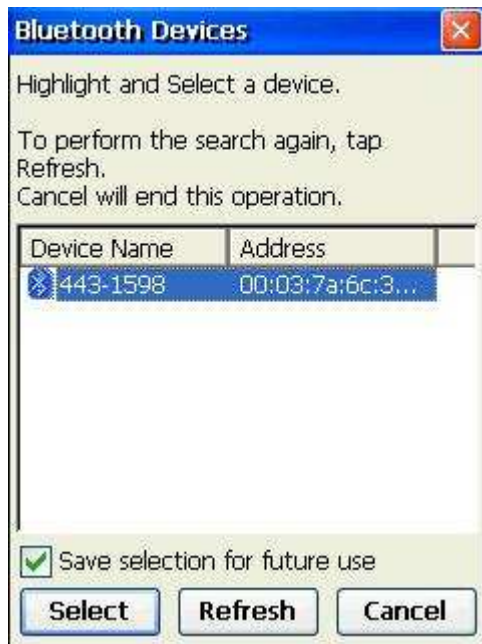 Bluetooth Devices
Highlight and Select a device.
To perform the search again, tap
Refresh.
Cancel will end this operation.
Device Name Address
443-1598 00:03:7a:6c:3...
Save selection for future use
Select Refresh Cancel